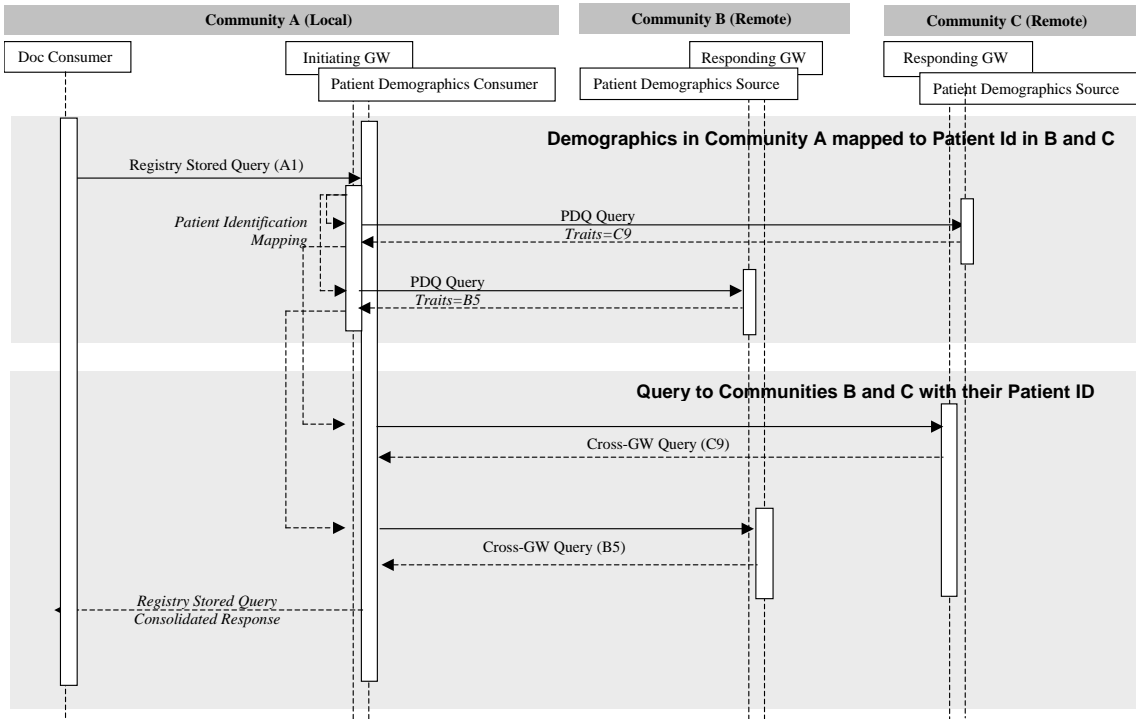 Community A (Local)
Community B (Remote)
Community C (Remote)
Doc Consumer
Initiating GW
Responding GW
Responding GW
Patient Demographics Consumer
Patient Demographics Source
Patient Demographics Source
Demographics in Community A mapped to Patient Id in B and C
Registry Stored Query (A1)
Patient Identification
Mapping
PDQ Query
Traits=C9
PDQ Query
Traits=B5
Query to Communities B and C with their Patient ID
Cross-GW Query (C9)
Cross-GW Query (B5)
Registry Stored Query
Consolidated Response